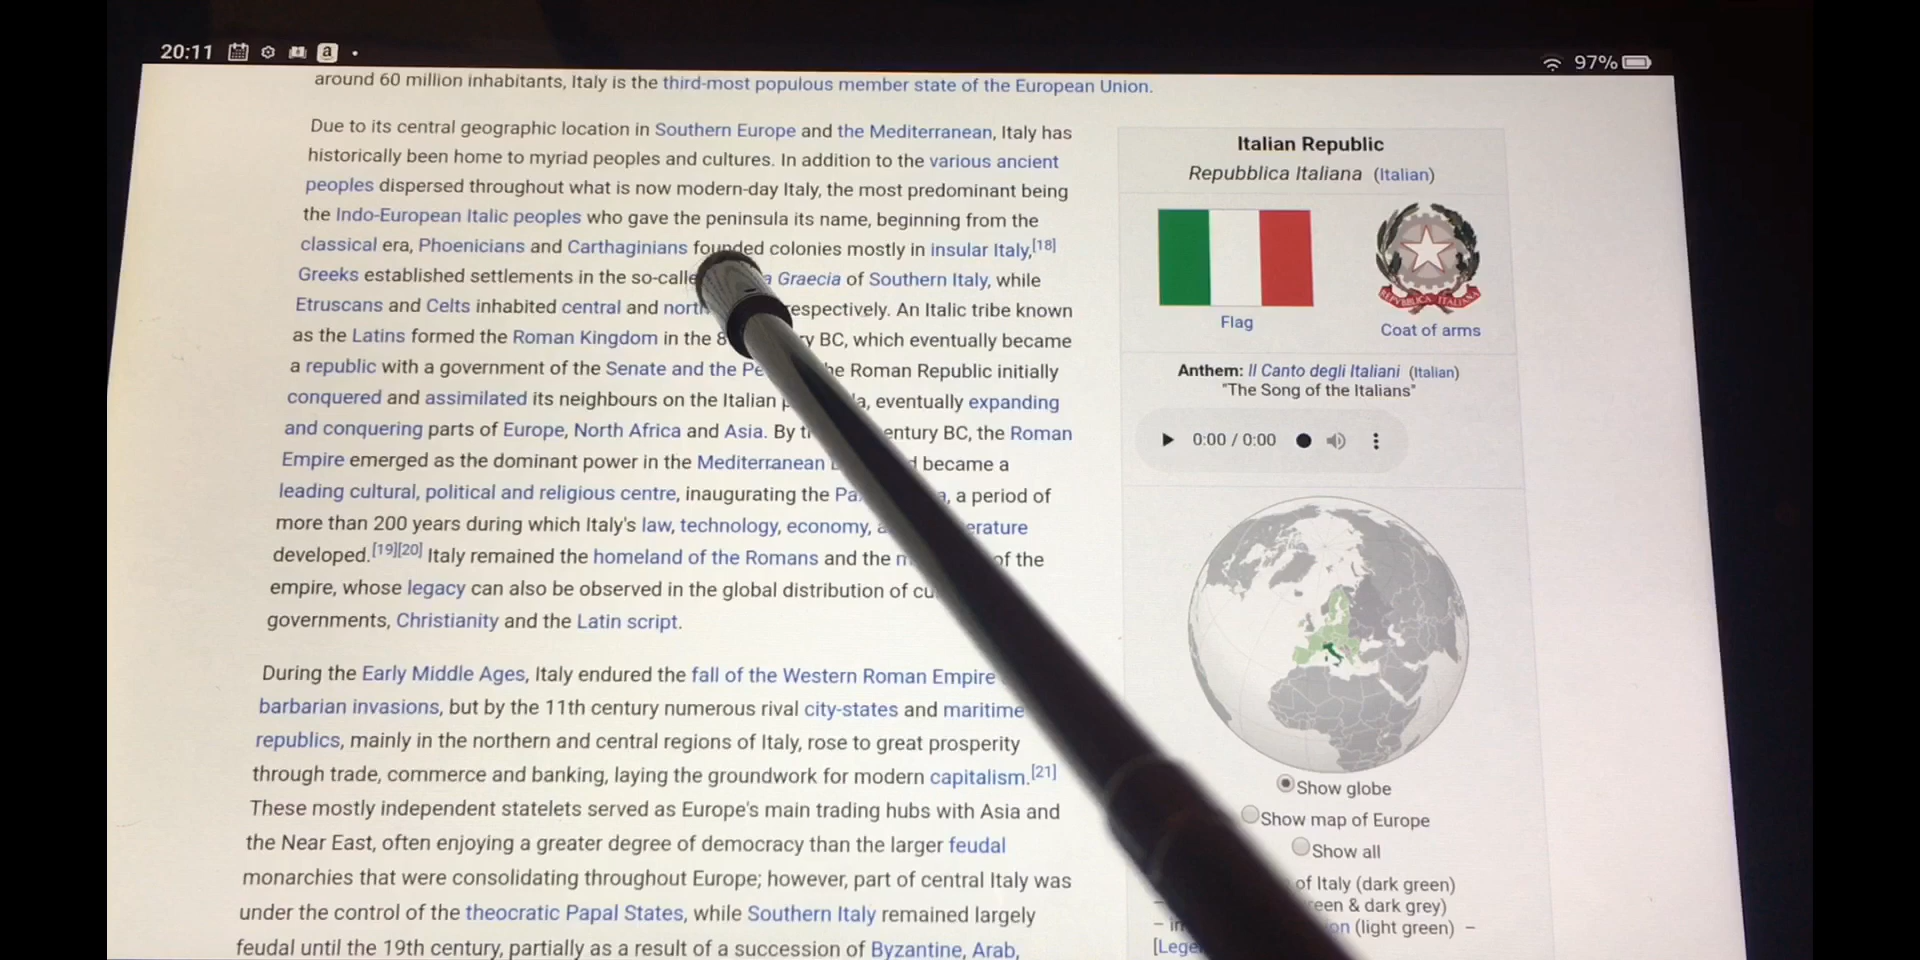 20:11
97%
around 60 million inhabitants, Italy is the third-most populous member state of the European Union.
Due to its central geographic location in Southern Europe and the Mediterranean, Italy has
historically been home to myriad peoples and cultures. In addition to the various ancient
peoples dispersed throughout what is now modern-day Italy, the most predominant being
the Indo-European Italic peoples who gave the peninsula its name, beginning from the
classical era, Phoenicians and Carthaginians founded colonies mostly in insular Italy,[18]
Greeks established settlements in the so-calle a Graecia of Southern Italy, while
Etruscans and Celts inhabited central and north respectively. An Italic tribe known
as the Latins formed the Roman Kingdom in the 8 ry BC, which eventually became
a republic with a government of the Senate and the Pe he Roman Republic initially
conquered and assimilated its neighbours on the Italian p la, eventually expanding
and conquering parts of Europe, North Africa and Asia. By t entury BC, the Roman
Empire emerged as the dominant power in the Mediterranean d became a
leading cultural, political and religious centre, inaugurating the Pa a, a period of
more than 200 years during which Italy's law, technology, economy, a erature
developed.[19][20] Italy remained the homeland of the Romans and the m of the
empire, whose legacy can also be observed in the global distribution of cu
governments, Christianity and the Latin script.
During the Early Middle Ages, Italy endured the fall of the Western Roman Empire
barbarian invasions, but by the 11th century numerous rival city-states and maritime
republics, mainly in the northern and central regions of Italy, rose to great prosperity
through trade, commerce and banking, laying the groundwork for modern capitalism.[21]
These mostly independent statelets served as Europe's main trading hubs with Asia and
the Near East, often enjoying a greater degree of democracy than the larger feudal
monarchies that were consolidating throughout Europe; however, part of central Italy was
under the control of the theocratic Papal States, while Southern Italy remained largely
feudal until the 19th century, partially as a result of a succession of Byzantine, Arab,
Italian Republic
Repubblica Italiana (Italian)
REPVBBLICA ITALIANA
Flag
Coat of arms
Anthem: Il Canto degli Italiani (Italian)
"The Song of the Italians"
0:00 / 0:00
Show globe
Show map of Europe
Show all
of Italy (dark green)
een & dark grey)
– in ion (light green) –
[Lege